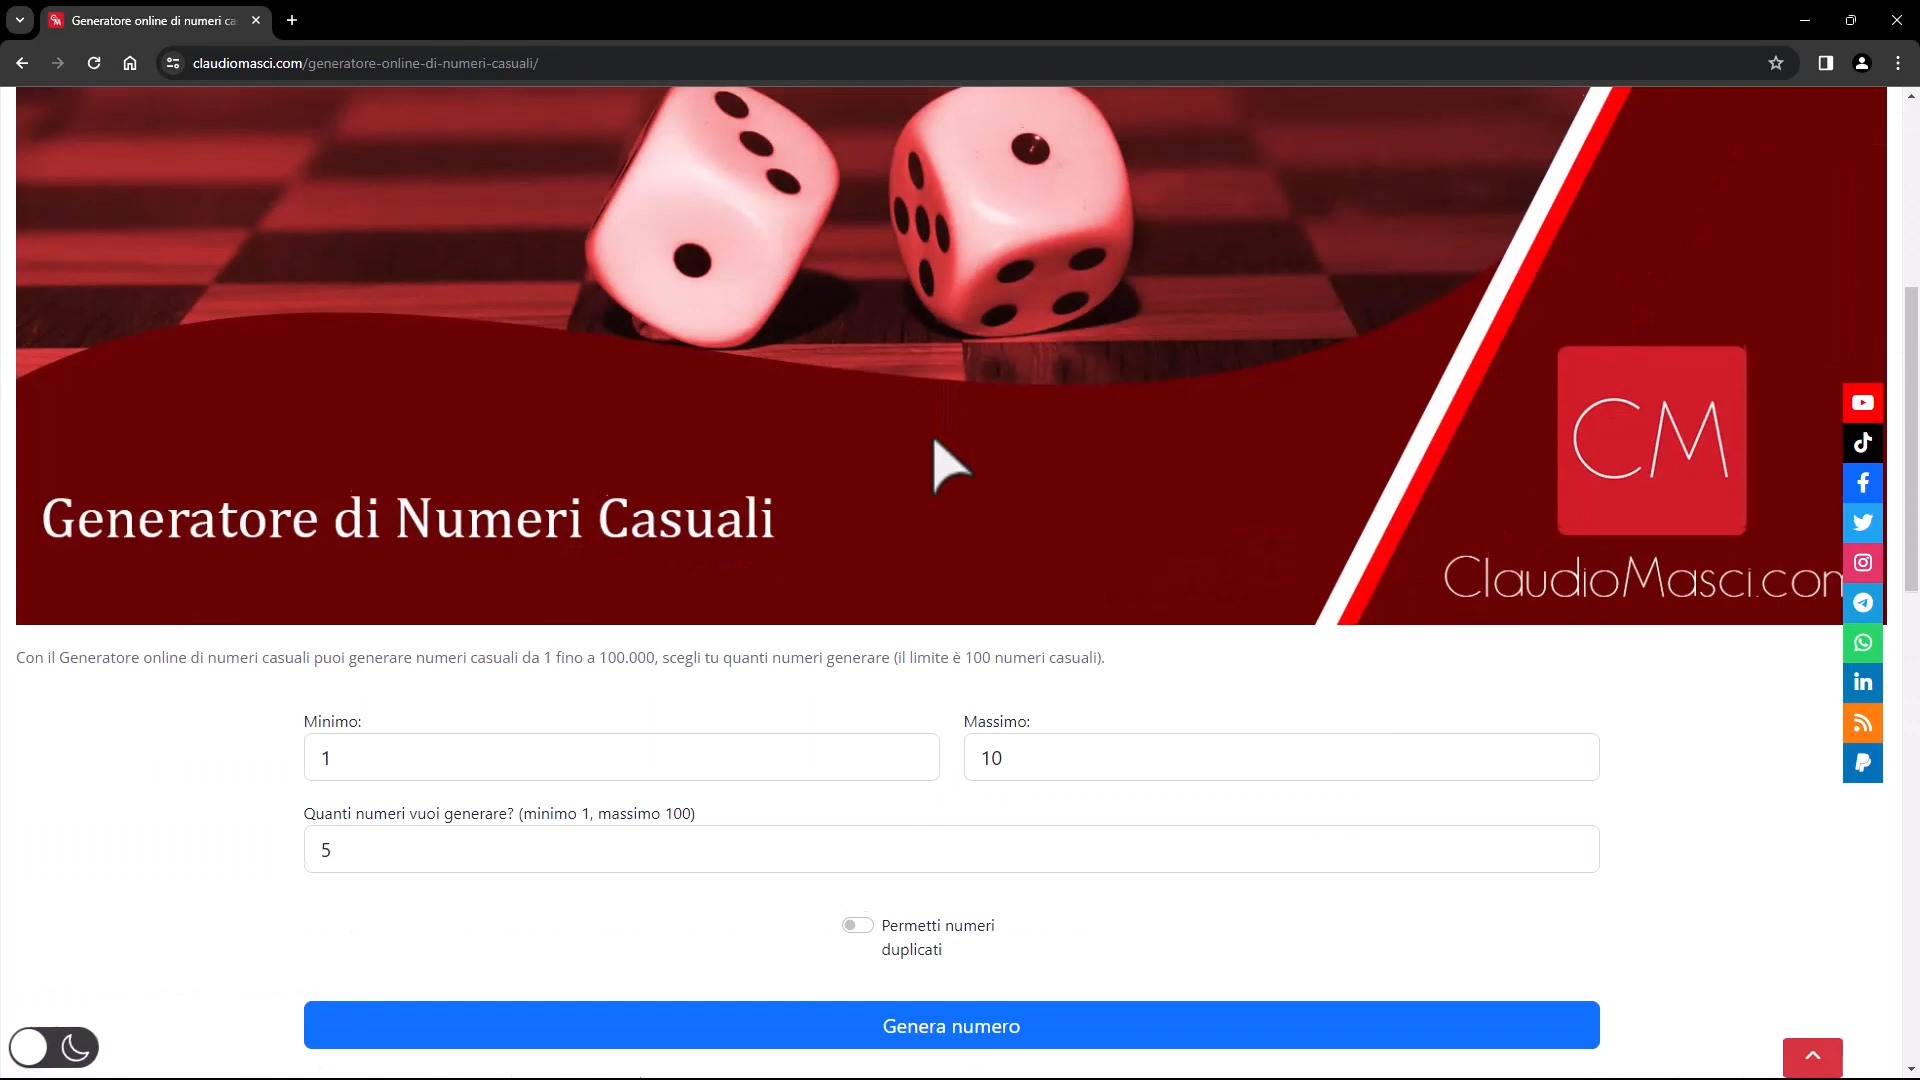 Generatore online di numeri ca
claudiomasci.com/generatore-online-di-numeri-casuali/
Generatore di Numeri Casuali
CM
ClaudioMasci.com
Con il Generatore online di numeri casuali puoi generare numeri casuali da 1 fino a 100.000, scegli tu quanti numeri generare (il limite è 100 numeri casuali).
Minimo:
Massimo:
1
10
Quanti numeri vuoi generare? (minimo 1, massimo 100)
5
Permetti numeri
duplicati
Genera numero